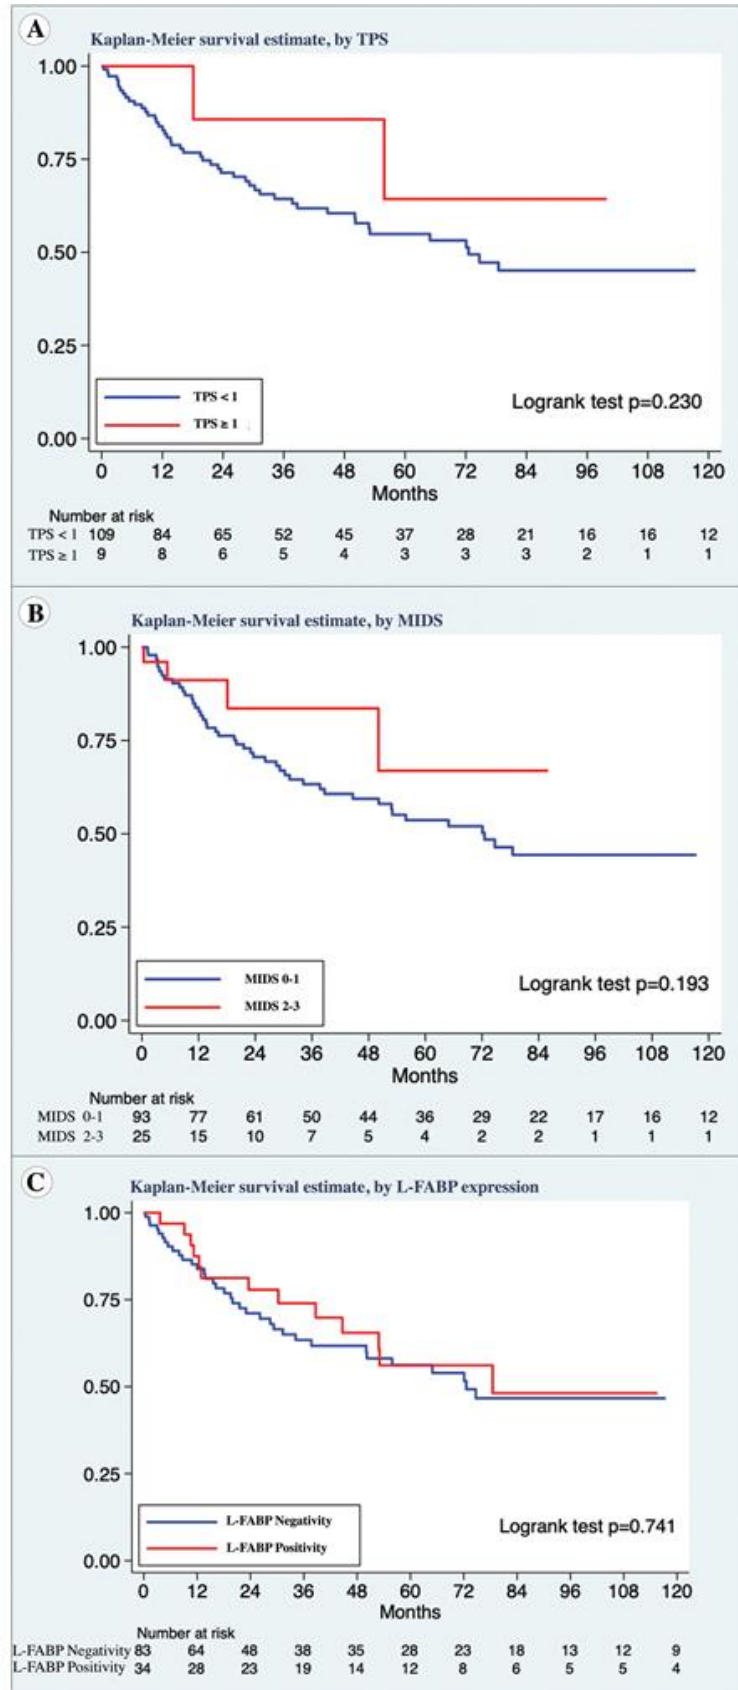 A
Kaplan-Meier survival estimate, by TPS
1.00
0.75
0.50
0.25
0.00
TPS < 1
TPS ≥ 1
Logrank test p=0.230
0 12 24 36 48 60 72 84 96 108 120
Months
Number at risk
TPS < 1 109 84 65 52 45 37 28 21 16 16 12
TPS ≥ 1 9 8 6 5 4 3 3 3 2 1 1
B
Kaplan-Meier survival estimate, by MIDS
1.00
0.75
0.50
0.25
0.00
MIDS 0-1
MIDS 2-3
Logrank test p=0.193
0 12 24 36 48 60 72 84 96 108 120
Months
Number at risk
MIDS 0-1 93 77 61 50 44 36 29 22 17 16 12
MIDS 2-3 25 15 10 7 5 4 2 2 1 1 1
C
Kaplan-Meier survival estimate, by L-FABP expression
1.00
0.75
0.50
0.25
0.00
L-FABP Negativity
L-FABP Positivity
Logrank test p=0.741
0 12 24 36 48 60 72 84 96 108 120
Months
Number at risk
L-FABP Negativity 83 64 48 38 35 28 23 18 13 12 9
L-FABP Positivity 34 28 23 19 14 12 8 6 5 5 4